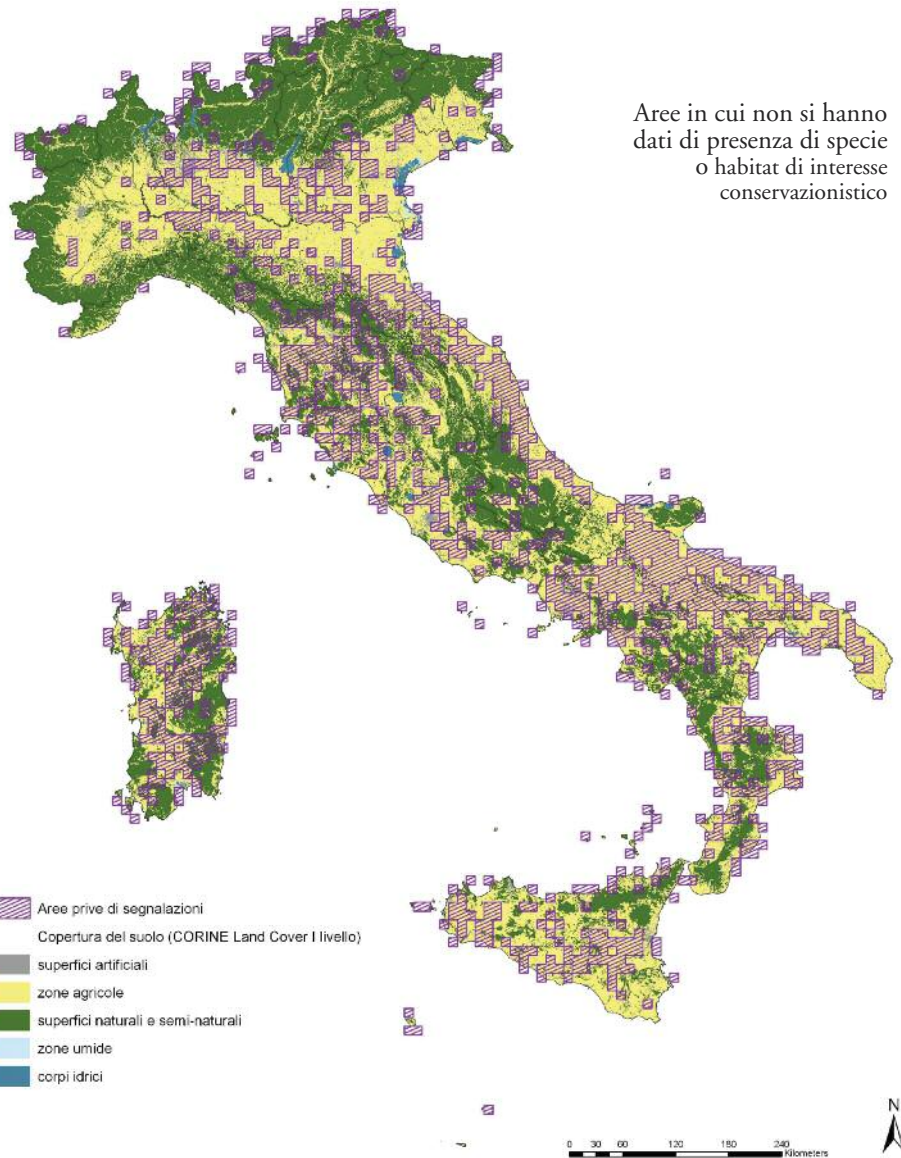 Aree in cui non si hanno
dati di presenza di specie
o habitat di interesse
conservazionistico
Aree prive di segnalazioni
Copertura del suolo (CORINE Land Cover I livello)
superfici artificiali
zone agricole
superfici naturali e semi-naturali
zone umide
corpi idrici
N
0 30 60 120 180 240
Kilometers